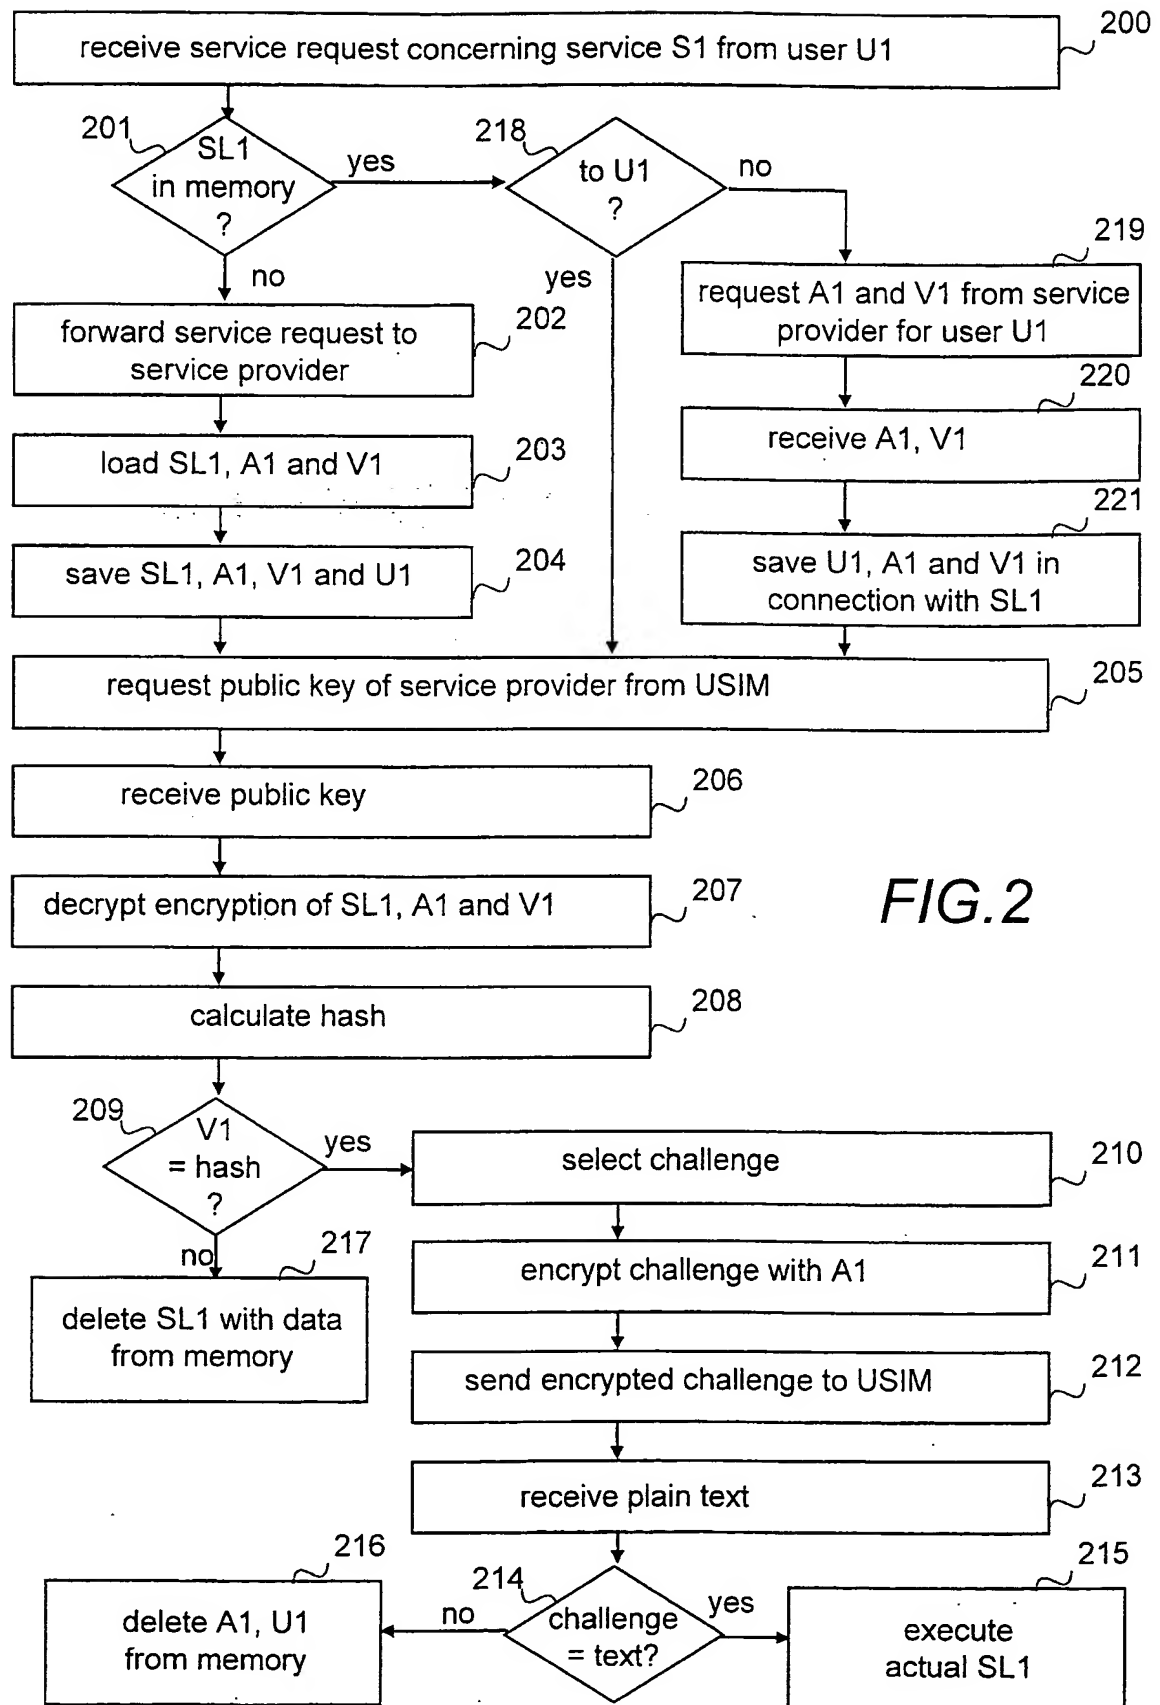 receive service request concerning service S1 from user U1
200
201
SL1
in memory
?
yes
218
to U1
?
no
219
no
yes
request A1 and V1 from service
provider for user U1
forward service request to
service provider
202
220
receive A1, V1
load SL1, A1 and V1
203
221
save SL1, A1, V1 and U1
204
save U1, A1 and V1 in
connection with SL1
request public key of service provider from USIM
205
receive public key
206
decrypt encryption of SL1, A1 and V1
207
FIG.2
calculate hash
208
209
V1
= hash
?
yes
select challenge
210
no
217
delete SL1 with data
from memory
encrypt challenge with A1
211
send encrypted challenge to USIM
212
receive plain text
213
216
delete A1, U1
from memory
no
214
challenge
= text?
yes
215
execute
actual SL1